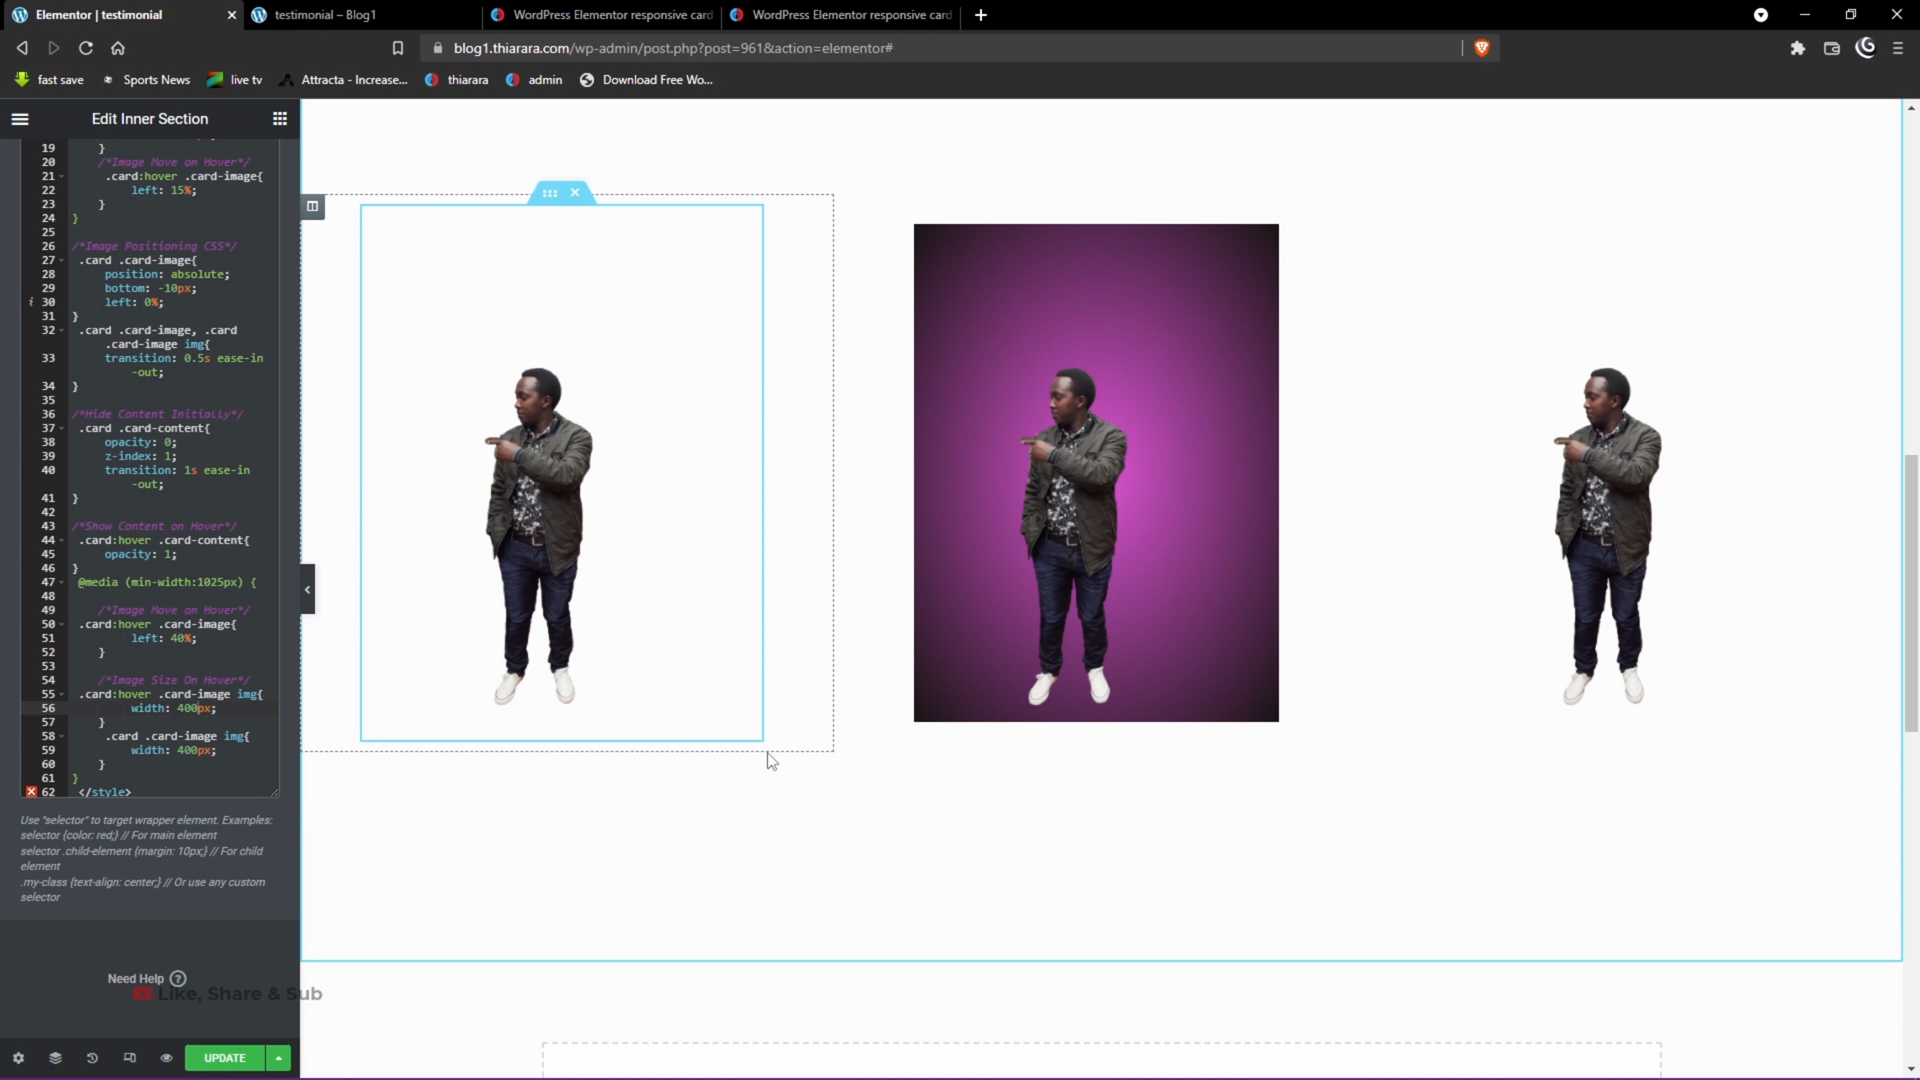 Elementor | testimonial
testimonial – Blog1
WordPress Elementor responsive card
WordPress Elementor responsive card
blog1.thiarara.com/wp-admin/post.php?post=961&action=elementor#
fast save
Sports News
live tv
Attracta - Increase...
thiarara
admin
Download Free Wo...
Edit Inner Section
19 }
20 /*Image Move on Hover*/
21 .card:hover .card-image{
22 left: 15%;
23 }
24 }
25
26 /*Image Positioning CSS*/
27 .card .card-image{
28 position: absolute;
29 bottom: -10px;
30 left: 0%;
31 }
32 .card .card-image, .card
.card-image img{
33 transition: 0.5s ease-in
-out;
34 }
35
36 /*Hide Content Initially*/
37 .card .card-content{
38 opacity: 0;
39 z-index: 1;
40 transition: 1s ease-in
-out;
41 }
42
43 /*Show Content on Hover*/
44 .card:hover .card-content{
45 opacity: 1;
46 }
47 @media (min-width:1025px) {
48
49 /*Image Move on Hover*/
50 .card:hover .card-image{
51 left: 40%;
52 }
53
54 /*Image Size On Hover*/
55 .card:hover .card-image img{
56 width: 400px;
57 }
58 .card .card-image img{
59 width: 400px;
60 }
61 }
62 </style>
Use "selector" to target wrapper element. Examples:
selector {color: red;} // For main element
selector .child-element {margin: 10px;} // For child
element
.my-class {text-align: center;} // Or use any custom
selector
Need Help ?
Like, Share & Sub
UPDATE